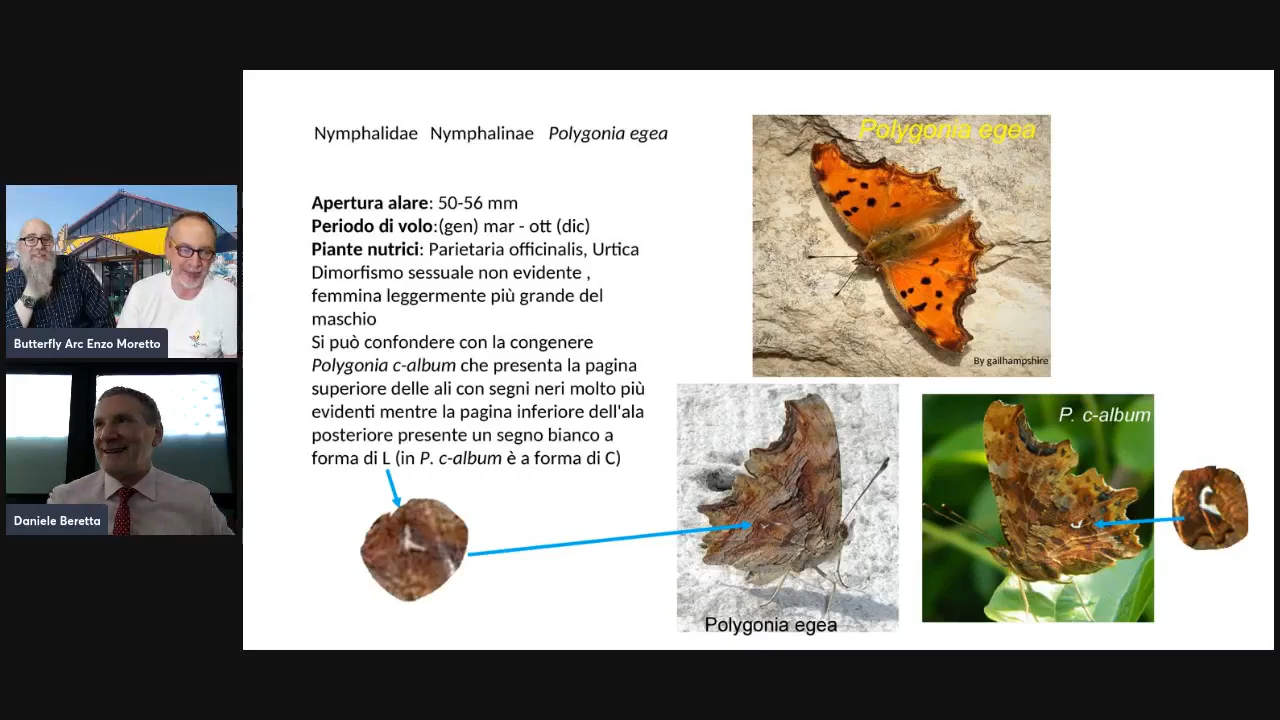 Nymphalidae Nymphalinae Polygonia egea
Apertura alare: 50-56 mm
Periodo di volo:(gen) mar - ott (dic)
Piante nutrici: Parietaria officinalis, Urtica
Dimorfismo sessuale non evidente ,
femmina leggermente più grande del
maschio
Si può confondere con la congenere
Polygonia c-album che presenta la pagina
superiore delle ali con segni neri molto più
evidenti mentre la pagina inferiore dell'ala
posteriore presente un segno bianco a
forma di L (in P. c-album è a forma di C)
Polygonia egea
By gailhampshire
Polygonia egea
P. c-album
Butterfly Arc Enzo Moretto
Daniele Beretta